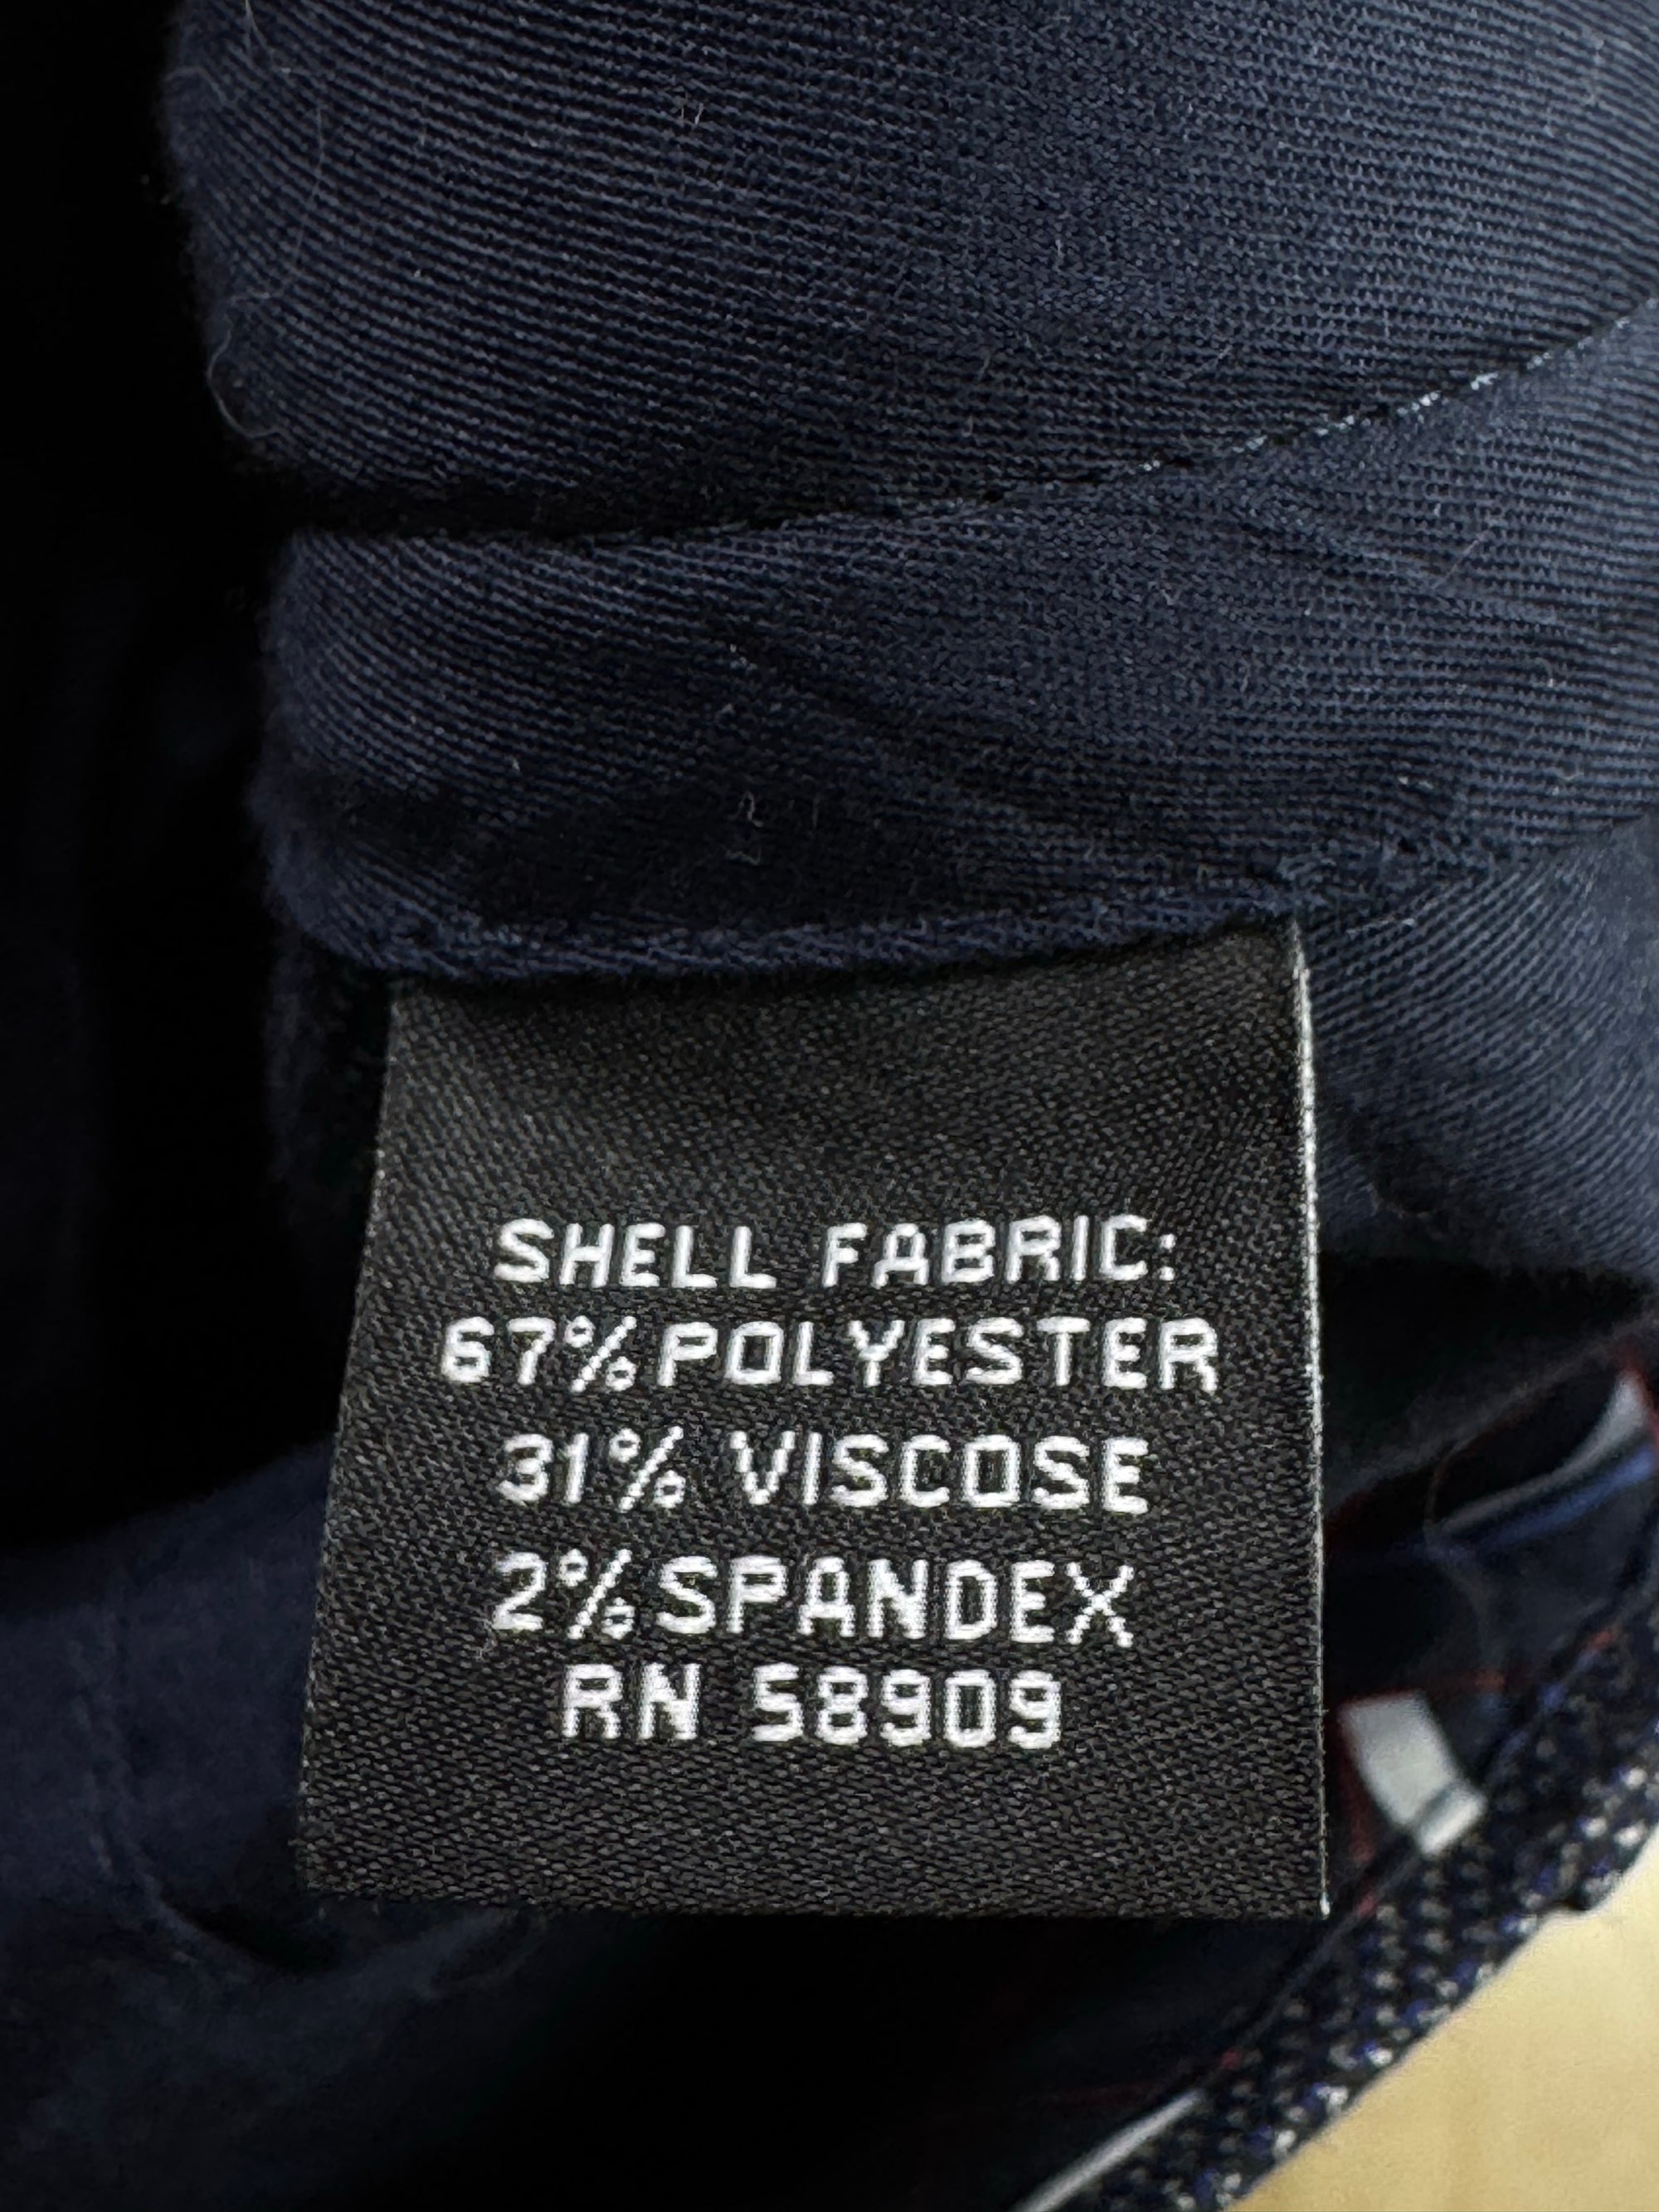 SHELL FABRIC:
67% POLYESTER
31% VISCOSE
2% SPANDEX
RN 58909